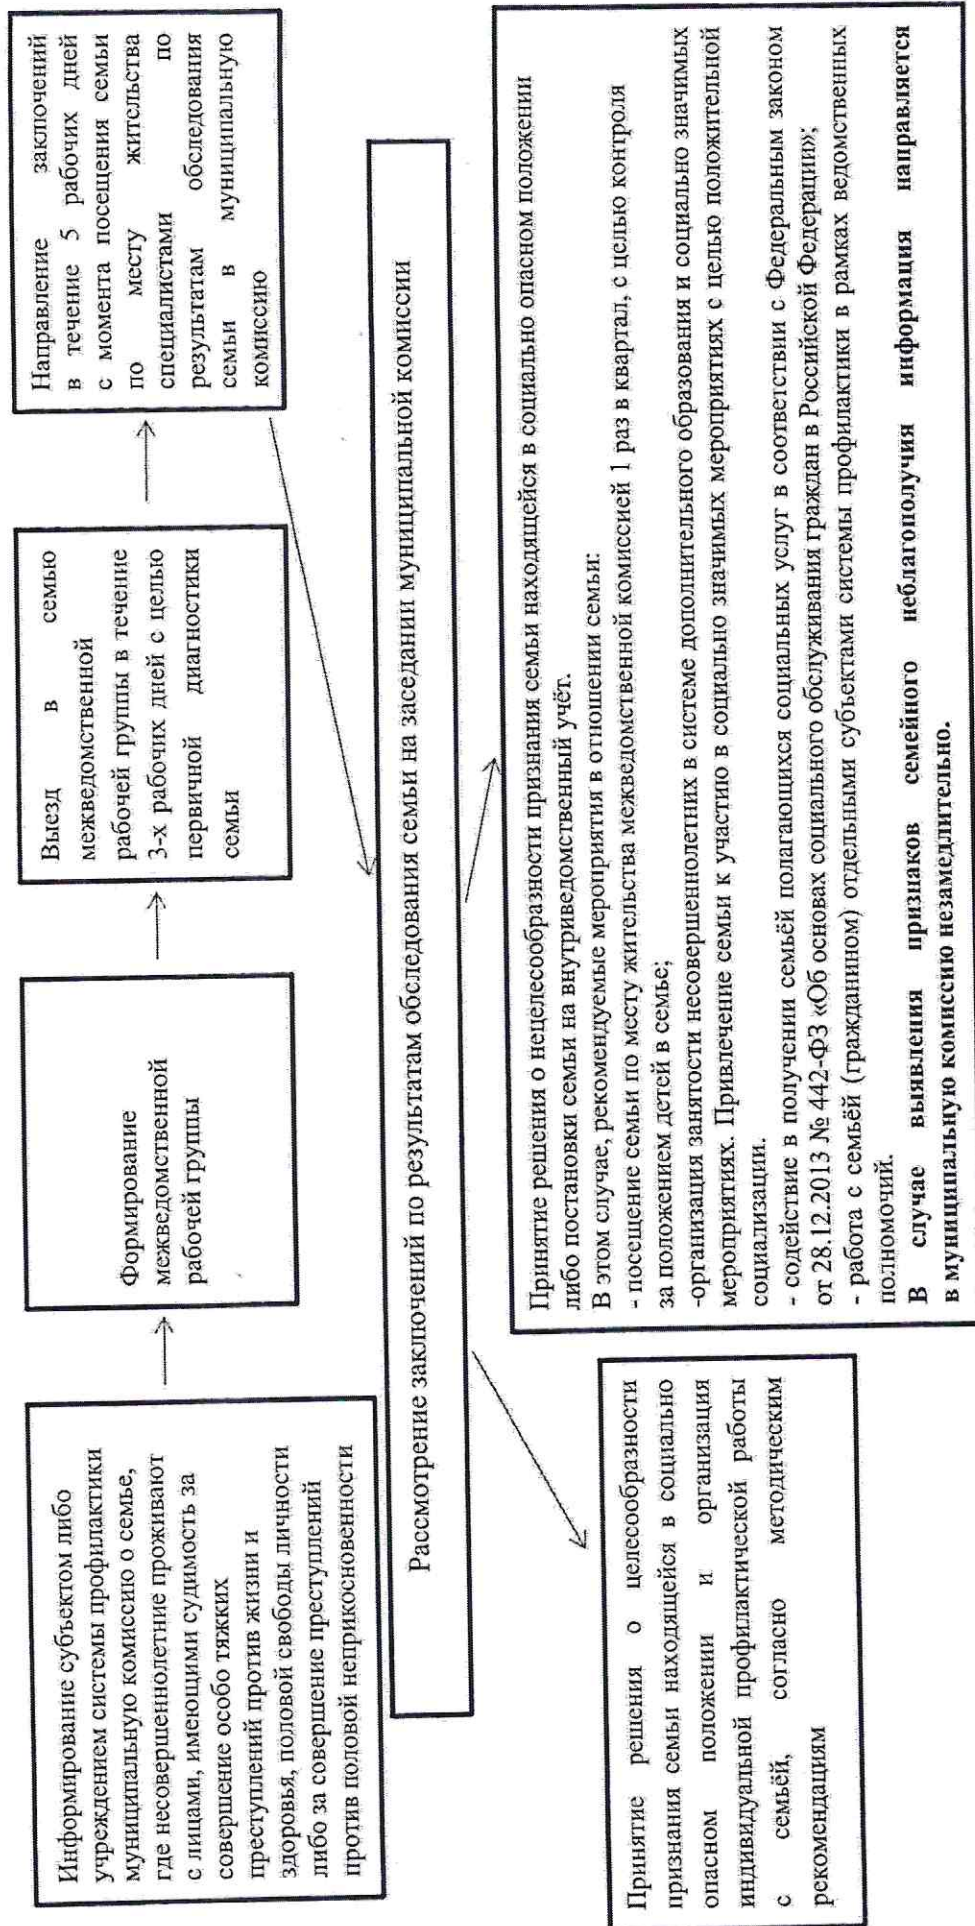 Информирование субъектом либо
учреждением системы профилактики
муниципальную комиссию о семье,
где несовершеннолетние проживают
с лицами, имеющими судимость за
совершение особо тяжких
преступлений против жизни и
здоровья, половой свободы личности
либо за совершение преступлений
против половой неприкосновенности
Формирование
межведомственной
рабочей группы
Выезд в семью
межведомственной
рабочей группы в течение
3-х рабочих дней с целью
первичной диагностики
семьи
Направление заключений
в течение 5 рабочих дней
с момента посещения семьи
по месту жительства
специалистами по
результатам обследования
семьи в муниципальную
комиссию
Рассмотрение заключений по результатам обследования семьи на заседании муниципальной комиссии
Принятие решения о целесообразности
признания семьи находящейся в социально
опасном положении и организация
индивидуальной профилактической работы
с семьёй, согласно методическим
рекомендациям
Принятие решения о нецелесообразности признания семьи находящейся в социально опасном положении
либо постановки семьи на внутриведомственный учёт.
В этом случае, рекомендуемые мероприятия в отношении семьи:
- посещение семьи по месту жительства межведомственной комиссией 1 раз в квартал, с целью контроля
за положением детей в семье;
-организация занятости несовершеннолетних в системе дополнительного образования и социально значимых
мероприятиях. Привлечение семьи к участию в социально значимых мероприятиях с целью положительной
социализации.
- содействие в получении семьёй полагающихся социальных услуг в соответствии с Федеральным законом
от 28.12.2013 № 442-ФЗ «Об основах социального обслуживания граждан в Российской Федерации»;
- работа с семьёй (гражданином) отдельными субъектами системы профилактики в рамках ведомственных
полномочий.
В случае выявления признаков семейного неблагополучия информация направляется
в муниципальную комиссию незамедлительно.